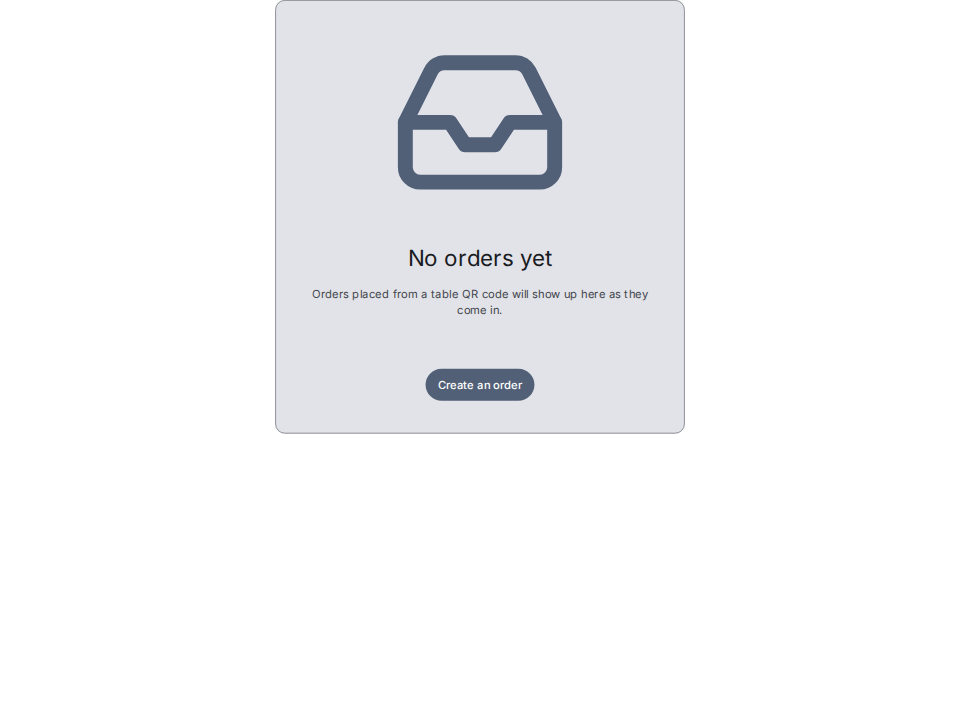 No orders yet
Orders placed from a table QR code will show up here as they
come in.
Create an order